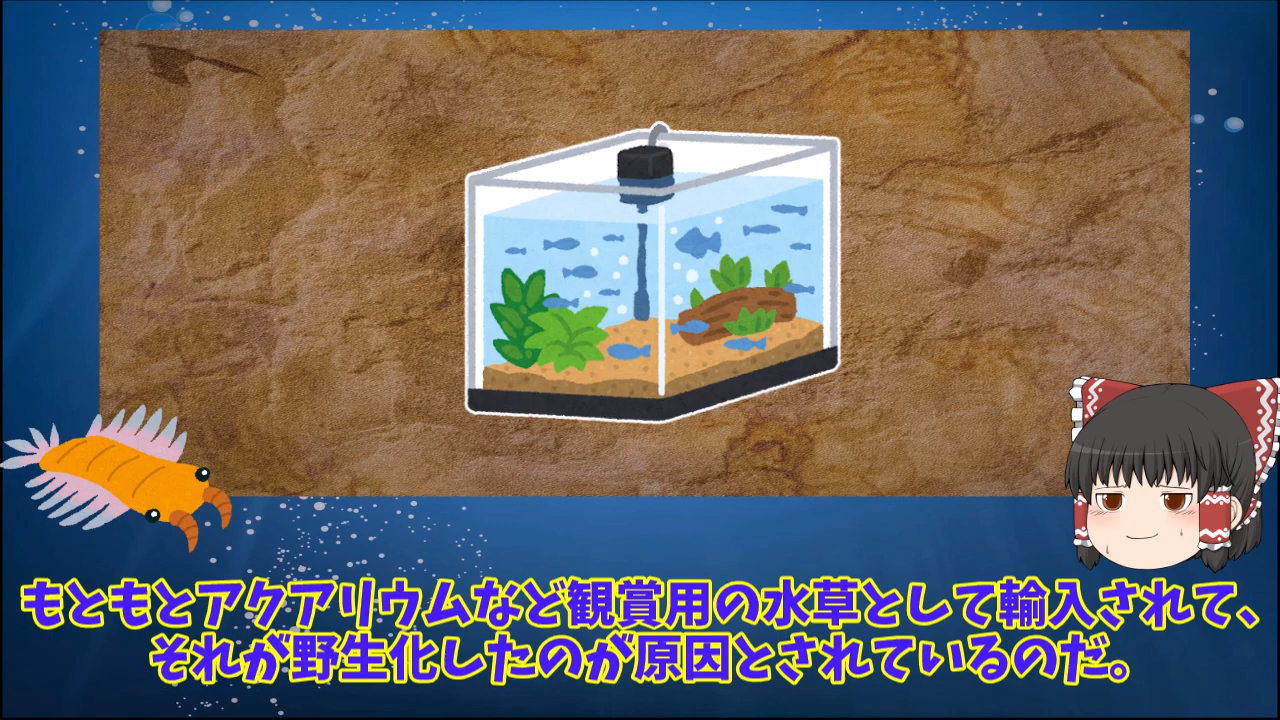 もともとアクアリウムなど観賞用の水草として輸入されて、
それが野生化したのが原因とされているのだ。